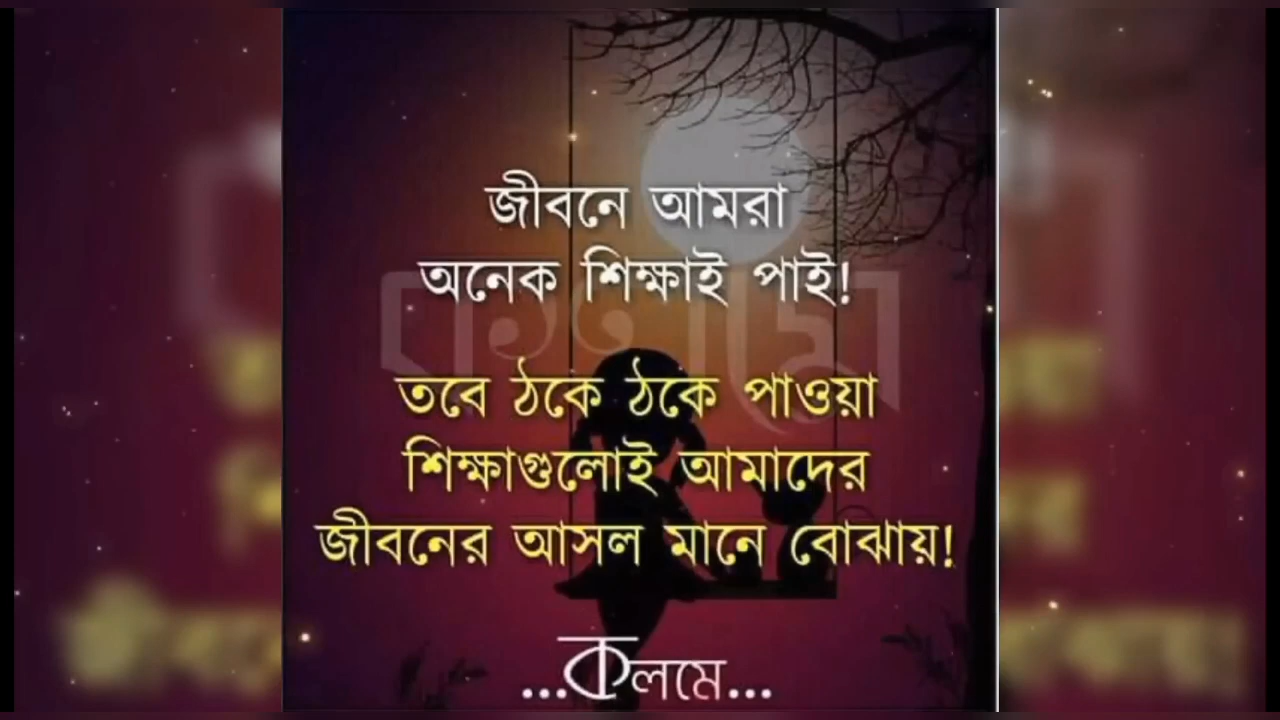 জীবনে আমরা
অনেক শিক্ষাই পাই!
তবে ঠকে ঠকে পাওয়া
শিক্ষাগুলোই আমাদের
জীবনের আসল মানে বোঝায়!
...কলমে...